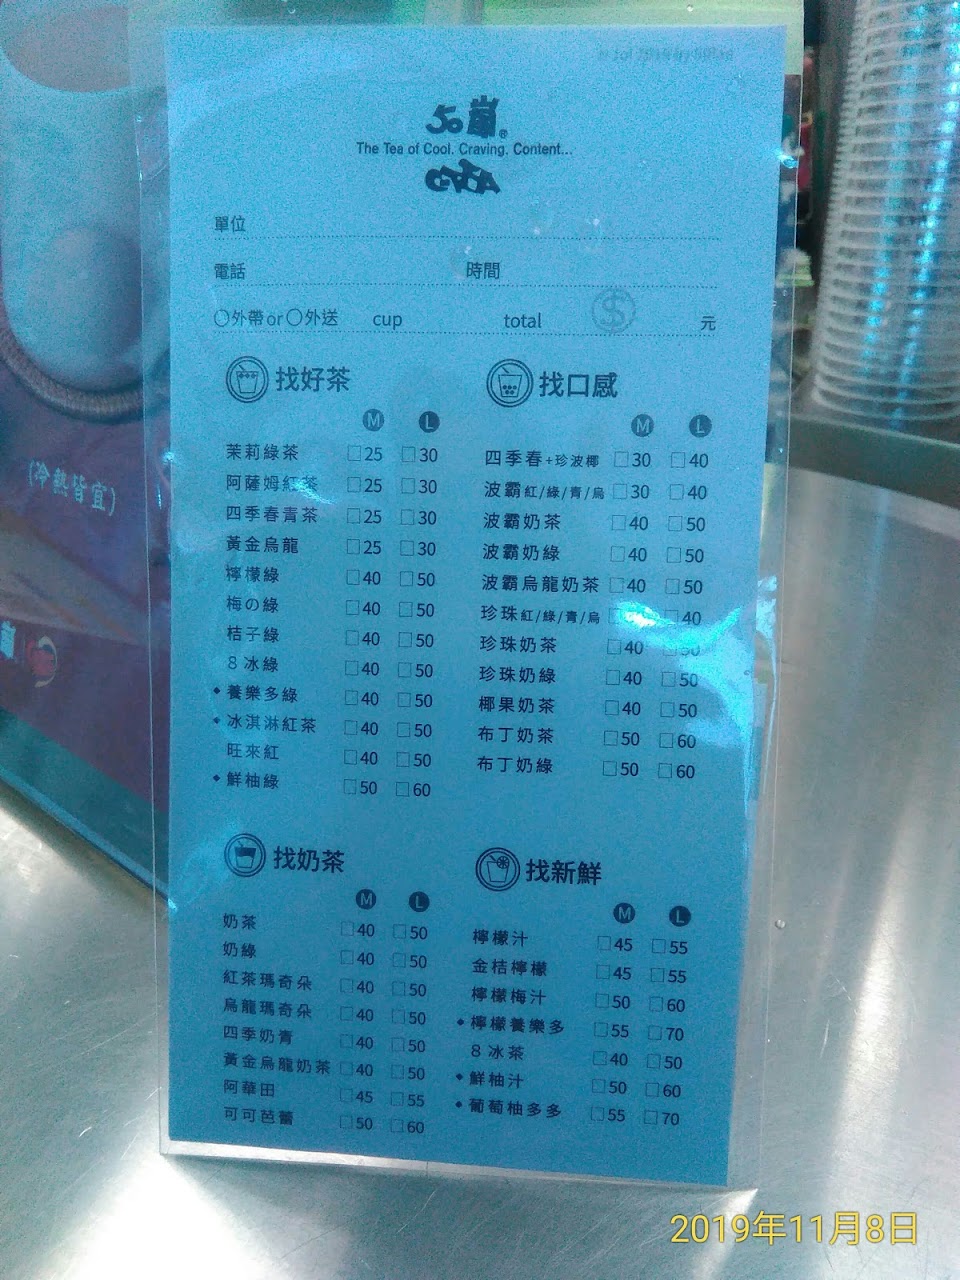 50嵐®
The Tea of Cool. Craving. Content...
單位
電話 時間
○外帶or○外送 cup total $ 元
找好茶
M L
茉莉綠茶 □25 □30
阿薩姆紅茶 □25 □30
四季春青茶 □25 □30
黃金烏龍 □25 □30
檸檬綠 □40 □50
梅の綠 □40 □50
桔子綠 □40 □50
8冰綠 □40 □50
◆養樂多綠 □40 □50
◆冰淇淋紅茶 □40 □50
旺來紅 □40 □50
◆鮮柚綠 □50 □60
找口感
M L
四季春+珍波椰 □30 □40
波霸紅/綠/青/烏 □30 □40
波霸奶茶 □40 □50
波霸奶綠 □40 □50
波霸烏龍奶茶 □40 □50
珍珠紅/綠/青/烏 □40
珍珠奶茶 □40 □50
珍珠奶綠 □40 □50
椰果奶茶 □40 □50
布丁奶茶 □50 □60
布丁奶綠 □50 □60
找奶茶
M L
奶茶 □40 □50
奶綠 □40 □50
紅茶瑪奇朵 □40 □50
烏龍瑪奇朵 □40 □50
四季奶青 □40 □50
黃金烏龍奶茶 □40 □50
阿華田 □45 □55
可可芭蕾 □50 □60
找新鮮
M L
檸檬汁 □45 □55
金桔檸檬 □45 □55
檸檬梅汁 □50 □60
◆檸檬養樂多 □55 □70
8冰茶 □40 □50
◆鮮柚汁 □50 □60
◆葡萄柚多多 □55 □70
(冷熱皆宜)
2019年11月8日